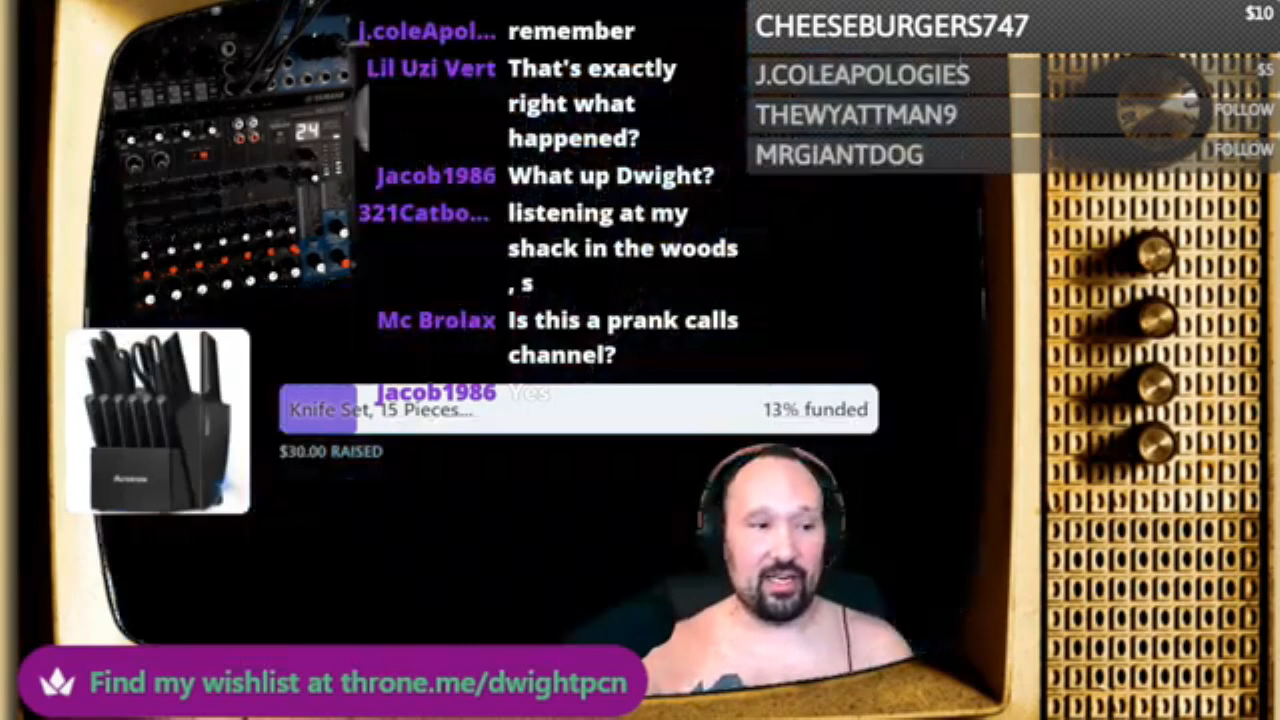 j.coleApol... remember
Lil Uzi Vert That's exactly
right what
happened?
Jacob1986 What up Dwight?
321Catbo... listening at my
shack in the woods
, s
Mc Brolax Is this a prank calls
channel?
Jacob1986 Yes
CHEESEBURGERS747 $10
J.COLEAPOLOGIES $5
THEWYATTMAN9 FOLLOW
MRGIANTDOG FOLLOW
24
Knife Set, 15 Pieces... 13% funded
$30.00 RAISED
Find my wishlist at throne.me/dwightpcn